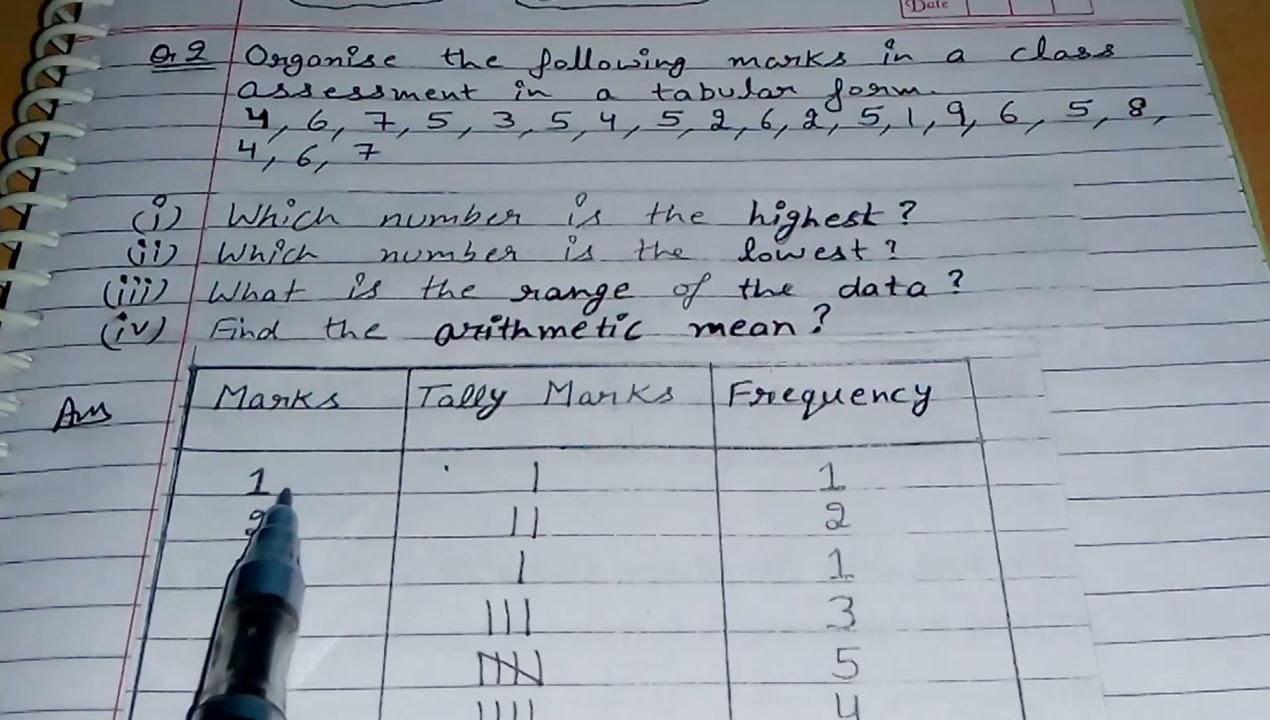 Date
Q.2 Organise the following marks in a class
assessment in a tabular form.
4, 6, 7, 5, 3, 5, 4, 5, 2, 6, 2, 5, 1, 9, 6, 5, 8,
4, 6, 7
(i) Which number is the highest?
(ii) Which number is the lowest?
(iii) What is the range of the data?
(iv) Find the arithmetic mean?
Ans
Marks Tally Marks Frequency
1 | 1
2 || 2
| 1
||| 3
𝍸 5
|||| 4